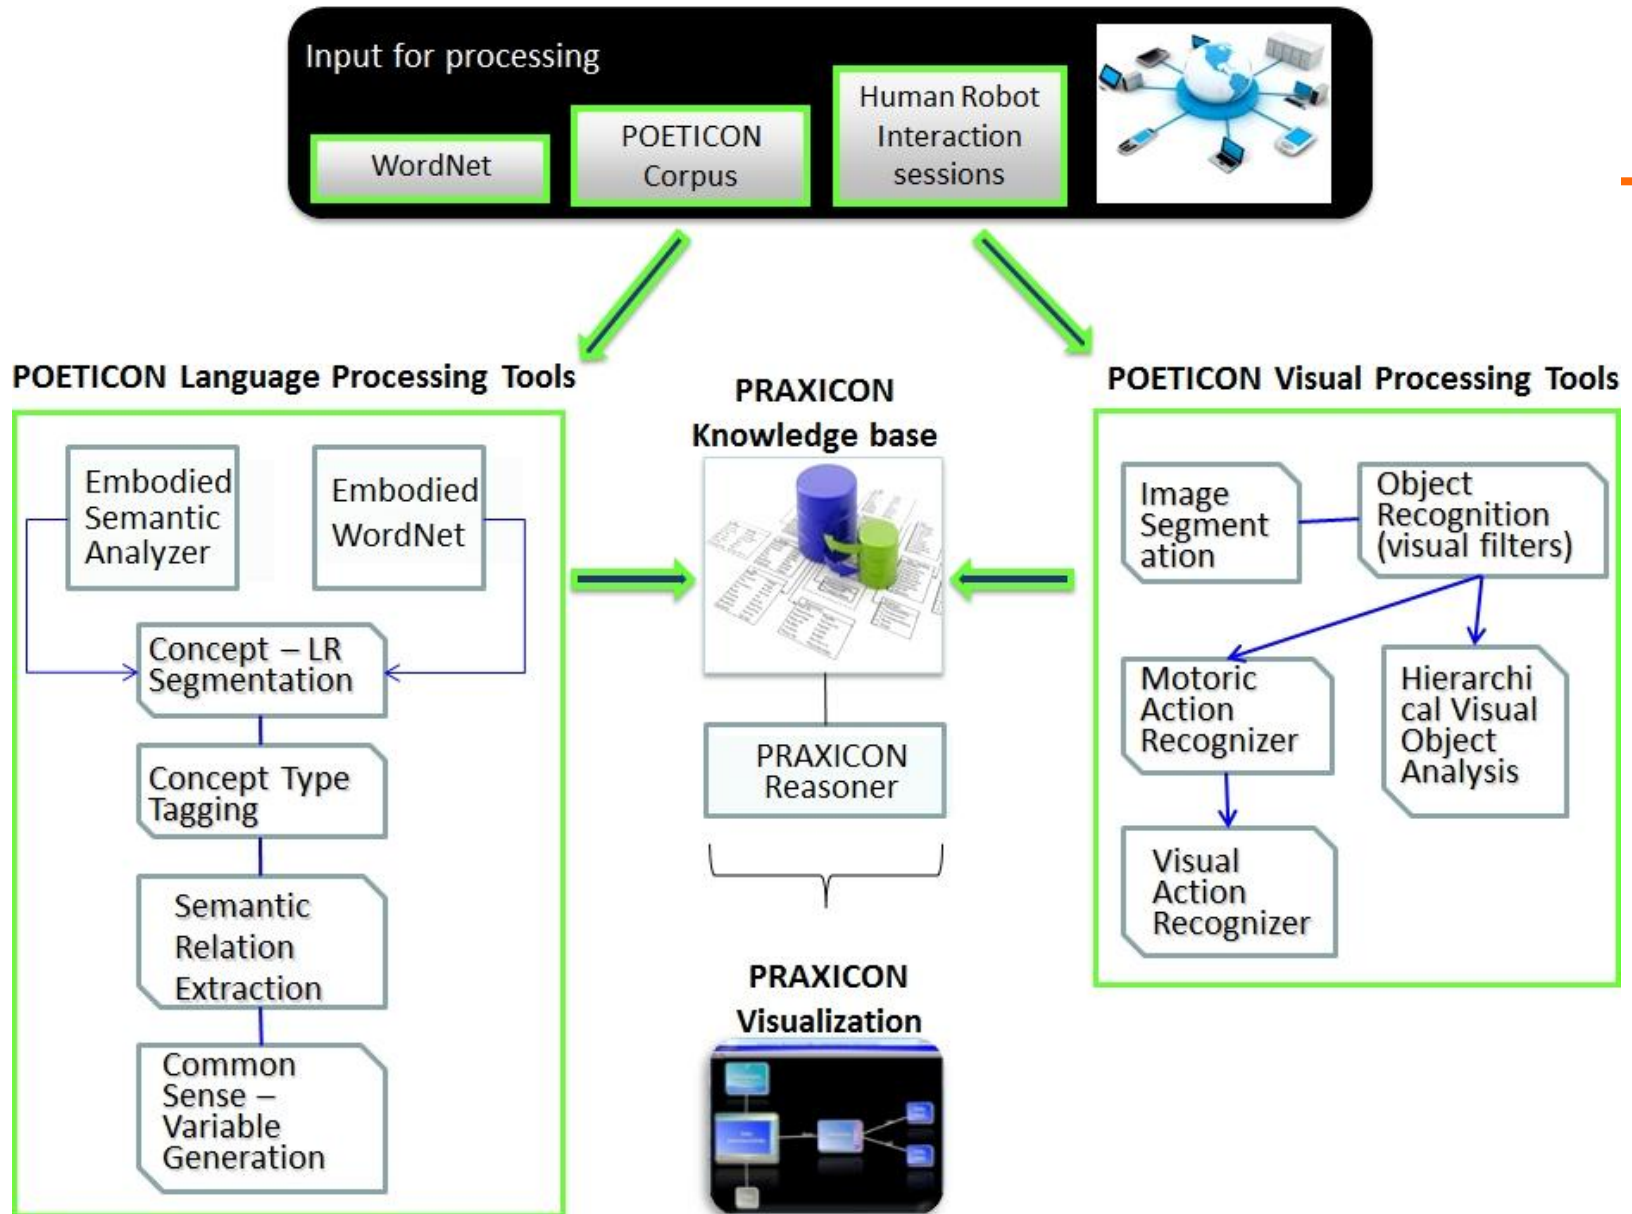 Input for processing
WordNet
POETICON
Corpus
Human Robot
Interaction
sessions
POETICON Language Processing Tools
Embodied
Semantic
Analyzer
Embodied
WordNet
Concept – LR
Segmentation
Concept Type
Tagging
Semantic
Relation
Extraction
Common
Sense –
Variable
Generation
PRAXICON
Knowledge base
PRAXICON
Reasoner
PRAXICON
Visualization
POETICON Visual Processing Tools
Image
Segment
ation
Object
Recognition
(visual filters)
Motoric
Action
Recognizer
Hierarchi
cal Visual
Object
Analysis
Visual
Action
Recognizer